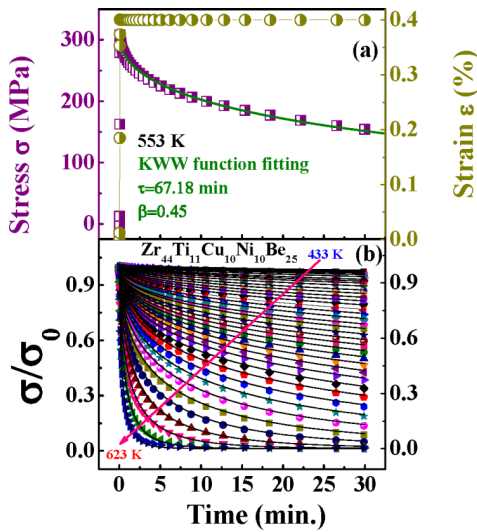 300
200
100
0
Stress σ (MPa)
(a)
553 K
KWW function fitting
τ=67.18 min
β=0.45
0.4
0.3
0.2
0.1
0.0
Strain ε (%)
Zr44Ti11Cu10Ni10Be25
433 K
(b)
0.9
0.6
0.3
0.0
σ/σ0
0.9
0.6
0.3
0.0
623 K
0 5 10 15 20 25 30
Time (min.)